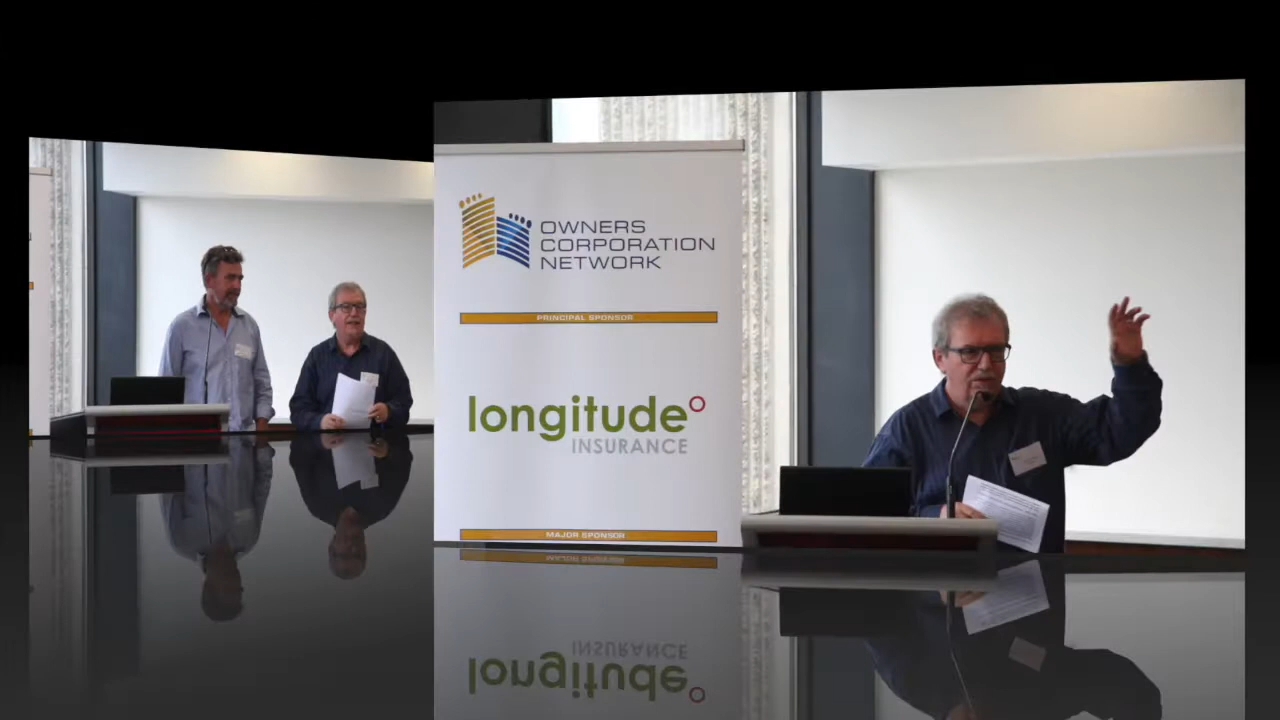 OWNERS
CORPORATION
NETWORK
PRINCIPAL SPONSOR
longitude°
INSURANCE
MAJOR SPONSOR